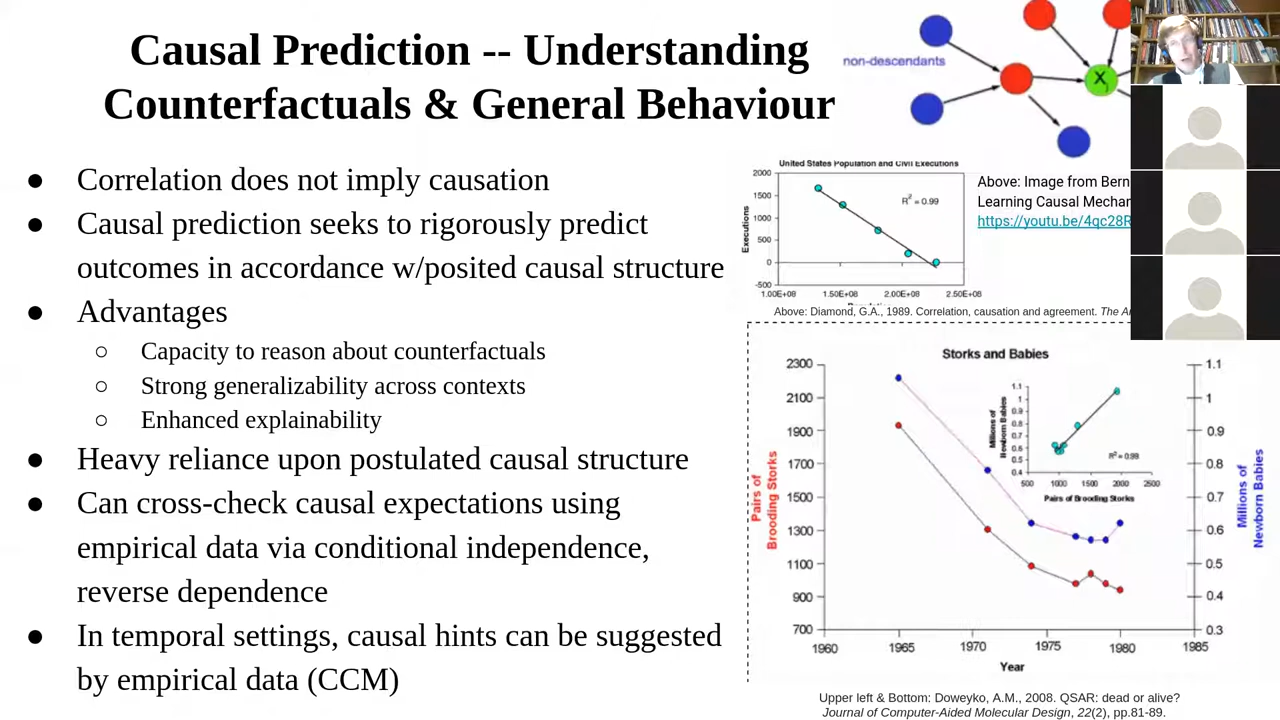 Causal Prediction -- Understanding
Counterfactuals & General Behaviour
● Correlation does not imply causation
● Causal prediction seeks to rigorously predict
outcomes in accordance w/posited causal structure
● Advantages
○ Capacity to reason about counterfactuals
○ Strong generalizability across contexts
○ Enhanced explainability
● Heavy reliance upon postulated causal structure
● Can cross-check causal expectations using
empirical data via conditional independence,
reverse dependence
● In temporal settings, causal hints can be suggested
by empirical data (CCM)
non-descendants
X
United States Population and Civil Executions
Executions
2000
1500
1000
500
0
-500
R² = 0.99
1.00E+08 1.50E+08 2.00E+08 2.50E+08
Above: Image from Bern
Learning Causal Mechan
https://youtu.be/4qc28R
Above: Diamond, G.A., 1989. Correlation, causation and agreement. The
Storks and Babies
Pairs of
Brooding Storks
2300
2100
1900
1700
1500
1300
1100
900
700
1960 1965 1970 1975 1980 1985
Year
1.1
1
0.9
0.8
0.7
0.6
0.5
0.4
0.3
Millions of
Newborn Babies
Millions of
Newborn Babies
1.1
1
0.9
0.8
0.7
0.6
0.5
0.4
R² = 0.99
500 1000 1500 2000 2500
Pairs of Brooding Storks
Upper left & Bottom: Doweyko, A.M., 2008. QSAR: dead or alive?
Journal of Computer-Aided Molecular Design, 22(2), pp.81-89.